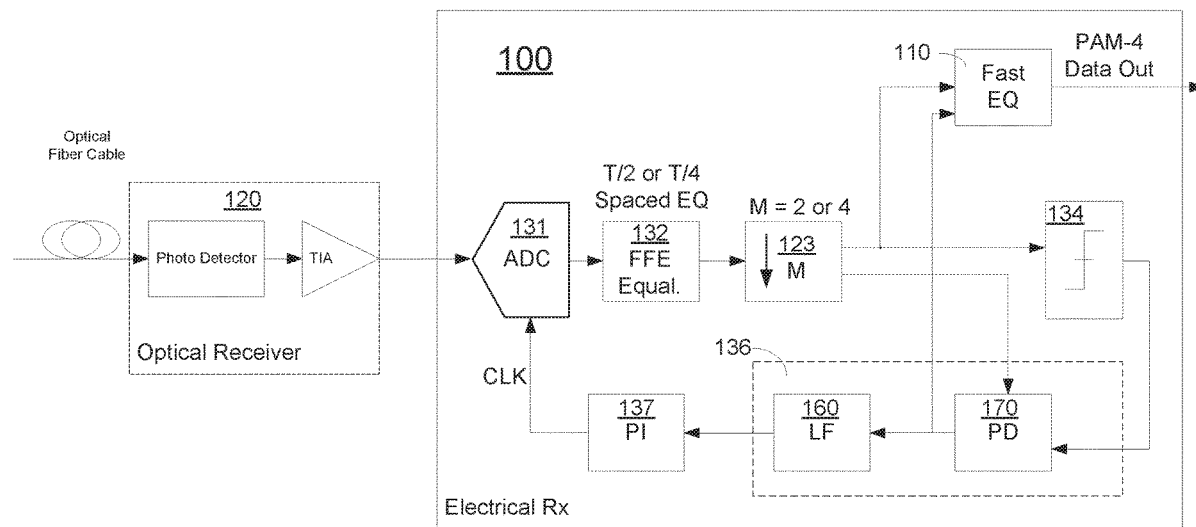 100
110
Fast
EQ
PAM-4
Data Out
Optical
Fiber Cable
120
Photo Detector
TIA
Optical Receiver
131
ADC
T/2 or T/4
Spaced EQ
132
FFE
Equal.
M = 2 or 4
123
M
134
136
CLK
137
PI
160
LF
170
PD
Electrical Rx